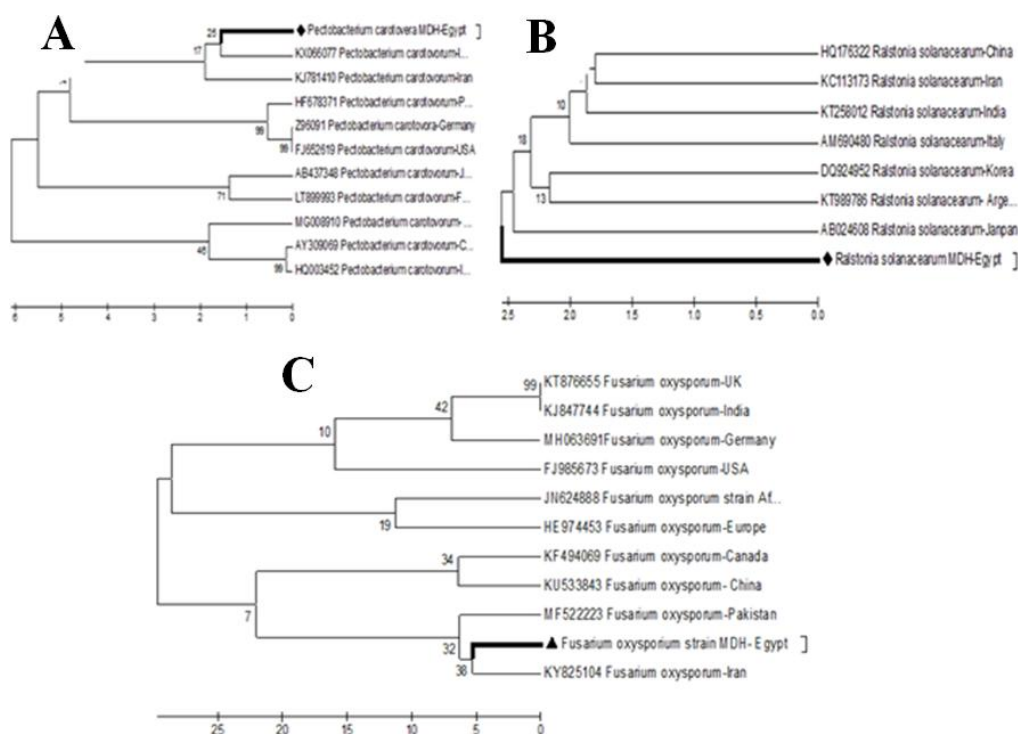 A
25
Pectobacterium carotovera MDH-Egypt
17
KX066077 Pectobacterium carotovorum-I...
KJ781410 Pectobacterium carotovorum-Iran
HF678371 Pectobacterium carotovorum-P...
99
Z96091 Pectobacterium carotovora-Germany
99
FJ652619 Pectobacterium carotovorum-USA
AB437348 Pectobacterium carotovorum-J...
71
LT899993 Pectobacterium carotovorum-F...
MG008910 Pectobacterium carotovorum-...
46
AY309069 Pectobacterium carotovorum-C...
99
HQ003452 Pectobacterium carotovorum-I...
6 5 4 3 2 1 0
B
HQ176322 Ralstonia solanacearum-China
KC113173 Ralstonia solanacearum-Iran
10
KT258012 Ralstonia solanacearum-India
18
AM690480 Ralstonia solanacearum-Italy
DQ924952 Ralstonia solanacearum-Korea
13
KT989786 Ralstonia solanacearum- Arge...
AB024608 Ralstonia solanacearum-Janpan
Ralstonia solanacearum MDH-Egypt
2.5 2.0 1.5 1.0 0.5 0.0
C
99
KT876655 Fusarium oxysporum-UK
42
KJ847744 Fusarium oxysporum-India
10
MH063691Fusarium oxysporum-Germany
FJ985673 Fusarium oxysporum-USA
JN624888 Fusarium oxysporum strain Af...
19
HE974453 Fusarium oxysporum-Europe
34
KF494069 Fusarium oxysporum-Canada
KU533843 Fusarium oxysporum- China
7
MF522223 Fusarium oxysporum-Pakistan
32
Fusarium oxysporium strain MDH- Egypt
38
KY825104 Fusarium oxysporum-Iran
25 20 15 10 5 0